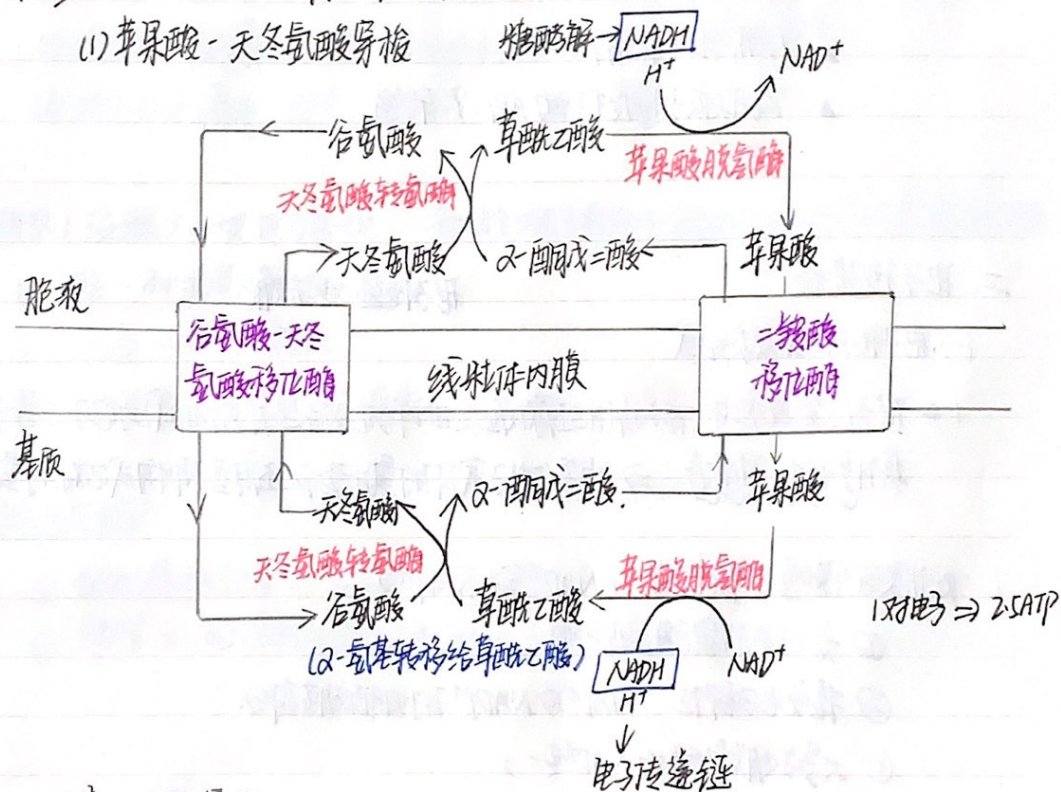 (1) 苹果酸-天冬氨酸穿梭
糖酵解→ NADH
H⁺
NAD⁺
谷氨酸
草酰乙酸
苹果酸脱氢酶
天冬氨酸转氨酶
天冬氨酸
α-酮戊二酸
苹果酸
胞液
谷氨酸-天冬
氨酸移位酶
线粒体内膜
二羧酸
移位酶
基质
天冬氨酸
α-酮戊二酸
苹果酸
天冬氨酸转氨酶
苹果酸脱氢酶
谷氨酸
草酰乙酸
1对电子⇒2.5ATP
(α-氨基转移给草酰乙酸)
NADH
H⁺
NAD⁺
电子传递链